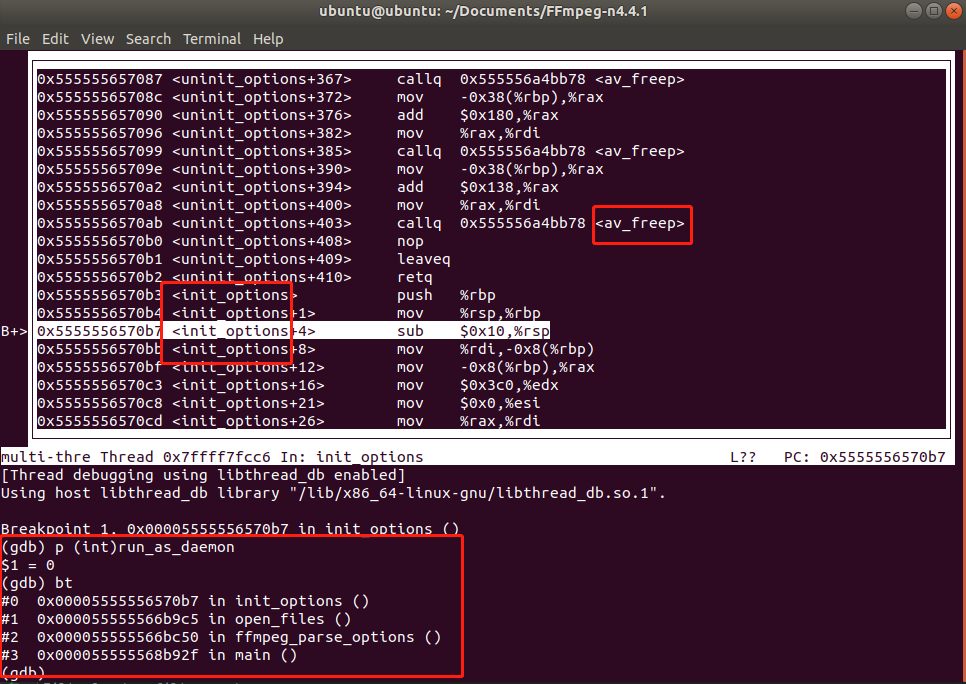 ubuntu@ubuntu: ~/Documents/FFmpeg-n4.4.1
File Edit View Search Terminal Help
0x555555657087 <uninit_options+367> callq 0x555556a4bb78 <av_freep>
0x55555565708c <uninit_options+372> mov -0x38(%rbp),%rax
0x555555657090 <uninit_options+376> add $0x180,%rax
0x555555657096 <uninit_options+382> mov %rax,%rdi
0x555555657099 <uninit_options+385> callq 0x555556a4bb78 <av_freep>
0x55555565709e <uninit_options+390> mov -0x38(%rbp),%rax
0x5555556570a2 <uninit_options+394> add $0x138,%rax
0x5555556570a8 <uninit_options+400> mov %rax,%rdi
0x5555556570ab <uninit_options+403> callq 0x555556a4bb78 <av_freep>
0x5555556570b0 <uninit_options+408> nop
0x5555556570b1 <uninit_options+409> leaveq
0x5555556570b2 <uninit_options+410> retq
0x5555556570b3 <init_options> push %rbp
0x5555556570b4 <init_options+1> mov %rsp,%rbp
B+> 0x5555556570b7 <init_options+4> sub $0x10,%rsp
0x5555556570bb <init_options+8> mov %rdi,-0x8(%rbp)
0x5555556570bf <init_options+12> mov -0x8(%rbp),%rax
0x5555556570c3 <init_options+16> mov $0x3c0,%edx
0x5555556570c8 <init_options+21> mov $0x0,%esi
0x5555556570cd <init_options+26> mov %rax,%rdi
multi-thre Thread 0x7ffff7fcc6 In: init_options L?? PC: 0x5555556570b7
[Thread debugging using libthread_db enabled]
Using host libthread_db library "/lib/x86_64-linux-gnu/libthread_db.so.1".
Breakpoint 1, 0x00005555556570b7 in init_options ()
(gdb) p (int)run_as_daemon
$1 = 0
(gdb) bt
#0 0x00005555556570b7 in init_options ()
#1 0x000055555566b9c5 in open_files ()
#2 0x000055555566bc50 in ffmpeg_parse_options ()
#3 0x000055555568b92f in main ()
(gdb)